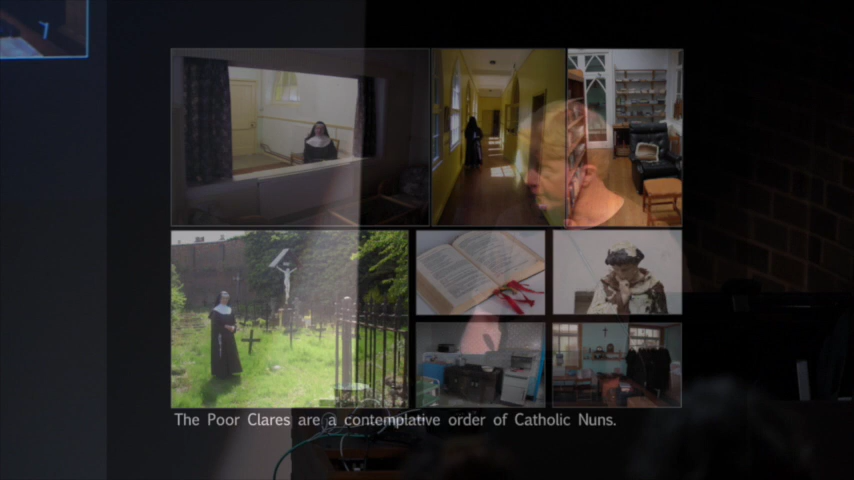 The Poor Clares are a contemplative order of Catholic Nuns.